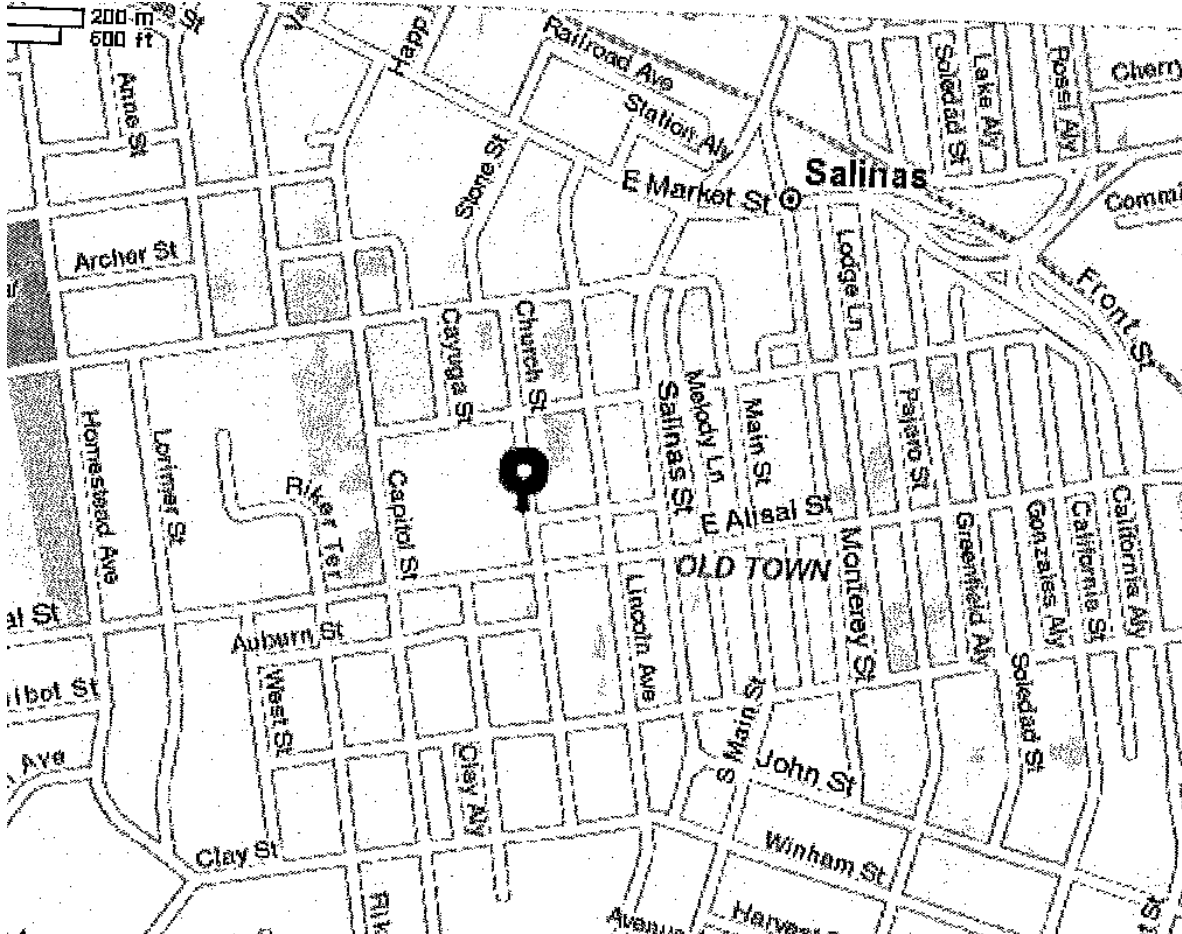 200 m
600 ft
Anne St
Railroad Ave
Station Aly
Stone St
E Market St
Salinas
Soledad St
Lake Aly
Rossi Aly
Cherry
Archer St
Lodge Ln
Front St
Cayuga St
Church St
Homestead Ave
Lorimer St
Riker Ter
Capitol St
Salinas St
Melody Ln
Main St
Pajaro St
E Alisal St
OLD TOWN
Monterey St
Greenfield Aly
Gonzales Aly
California St
California Aly
al St
Auburn St
Lincoln Ave
lbot St
West St
Ave
Clay Aly
S Main St
John St
Soledad St
Clay St
Winham St
Avenue
Harvest
St